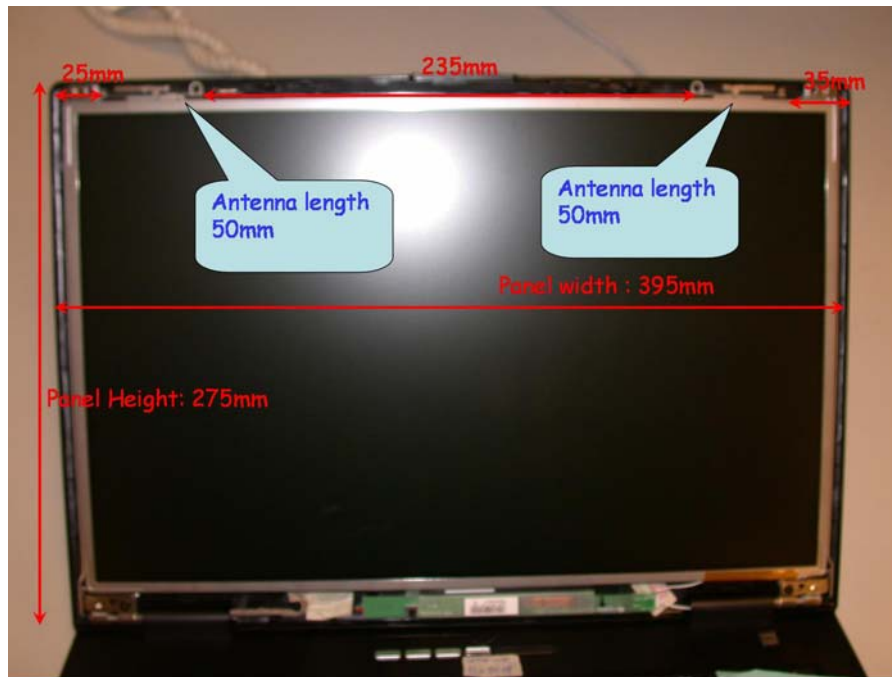 25mm
235mm
35mm
Antenna length
50mm
Antenna length
50mm
Panel width : 395mm
Panel Height: 275mm